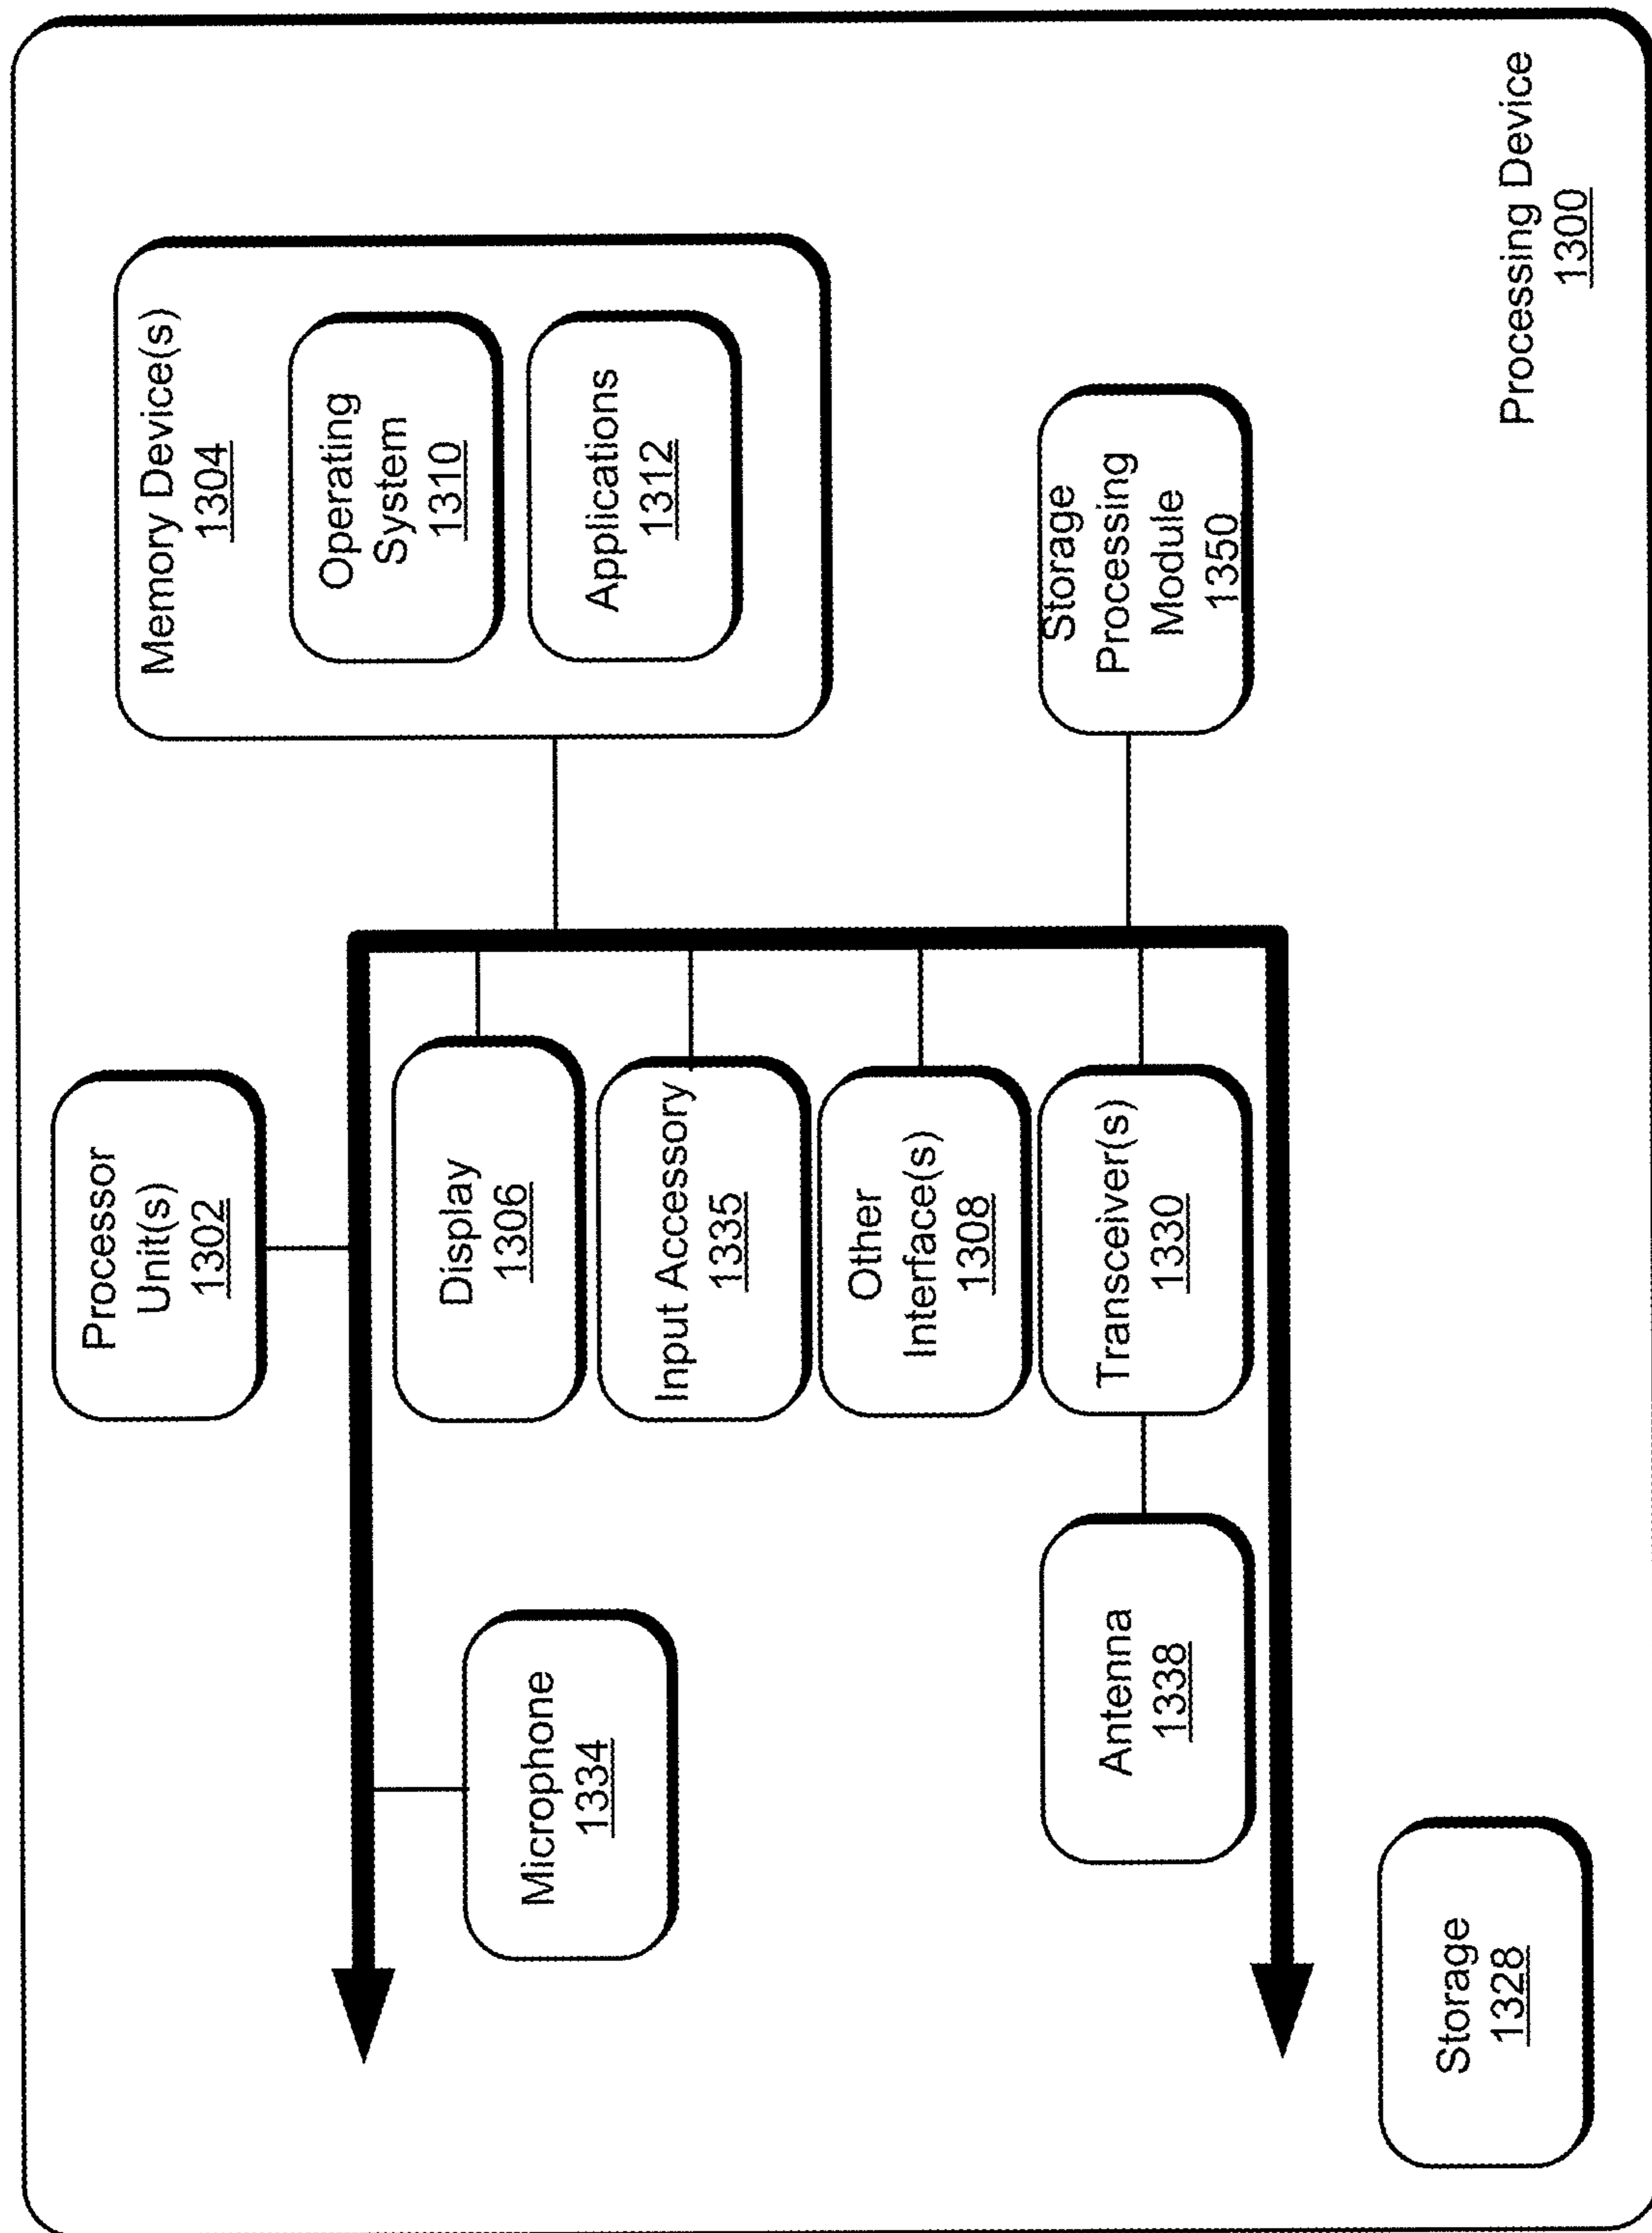 Processor
Unit(s)
1302
Memory Device(s)
1304
Operating
System
1310
Applications
1312
Display
1306
Input Accessory
1335
Other
Interface(s)
1308
Transceiver(s)
1330
Microphone
1334
Antenna
1338
Storage
Processing
Module
1350
Storage
1328
Processing Device
1300